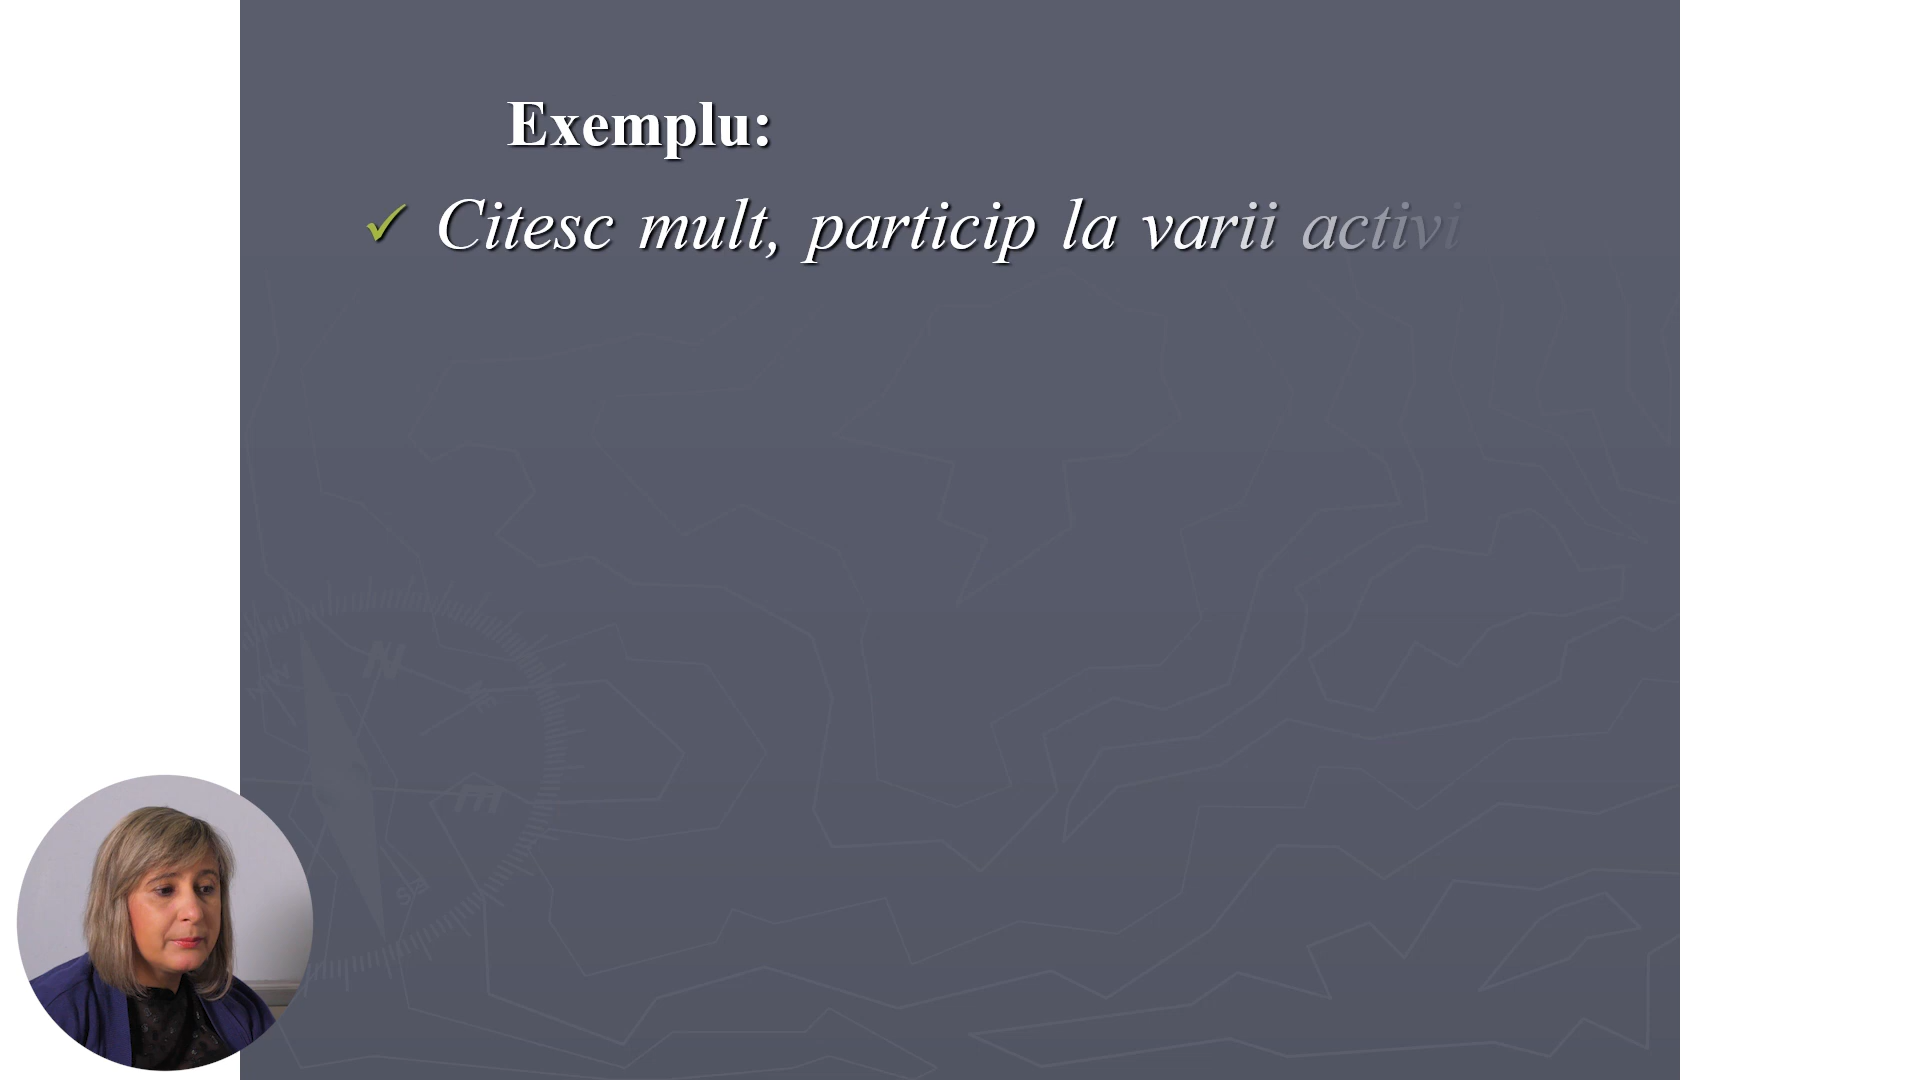 Exemplu:
✓ Citesc mult, particip la varii activi
N
E